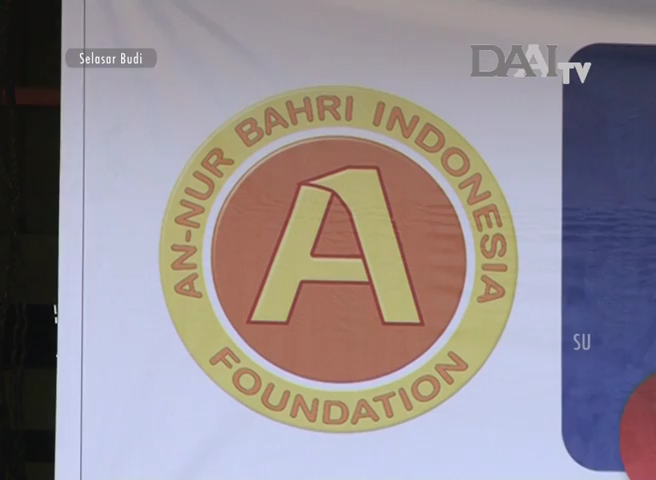 Selasar Budi
DAAI TV
AN-NUR BAHRI INDONESIA
A
FOUNDATION
SU